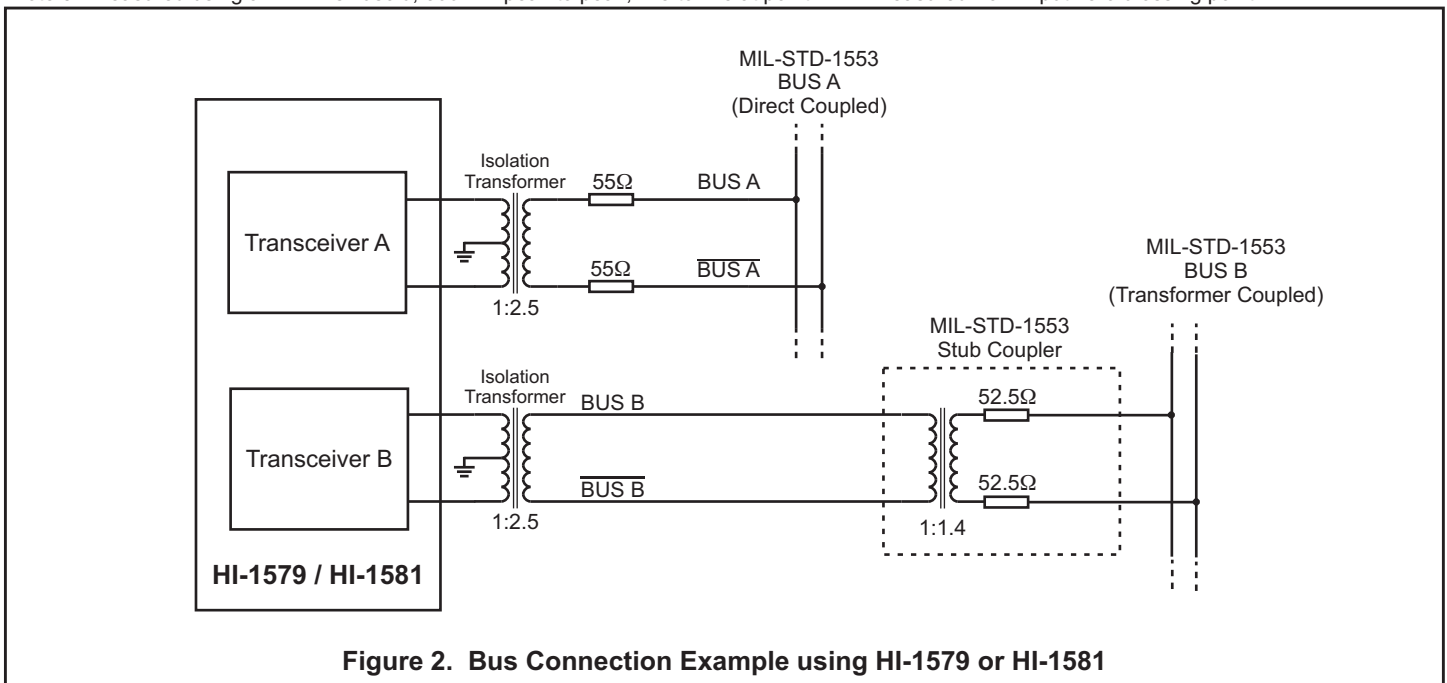 MIL-STD-1553
BUS A
(Direct Coupled)
Isolation
Transformer
55Ω
BUS A
Transceiver A
55Ω
BUS A
1:2.5
MIL-STD-1553
BUS B
(Transformer Coupled)
MIL-STD-1553
Stub Coupler
Isolation
Transformer
BUS B
52.5Ω
Transceiver B
BUS B
52.5Ω
1:2.5
1:1.4
HI-1579 / HI-1581
Figure 2. Bus Connection Example using HI-1579 or HI-1581